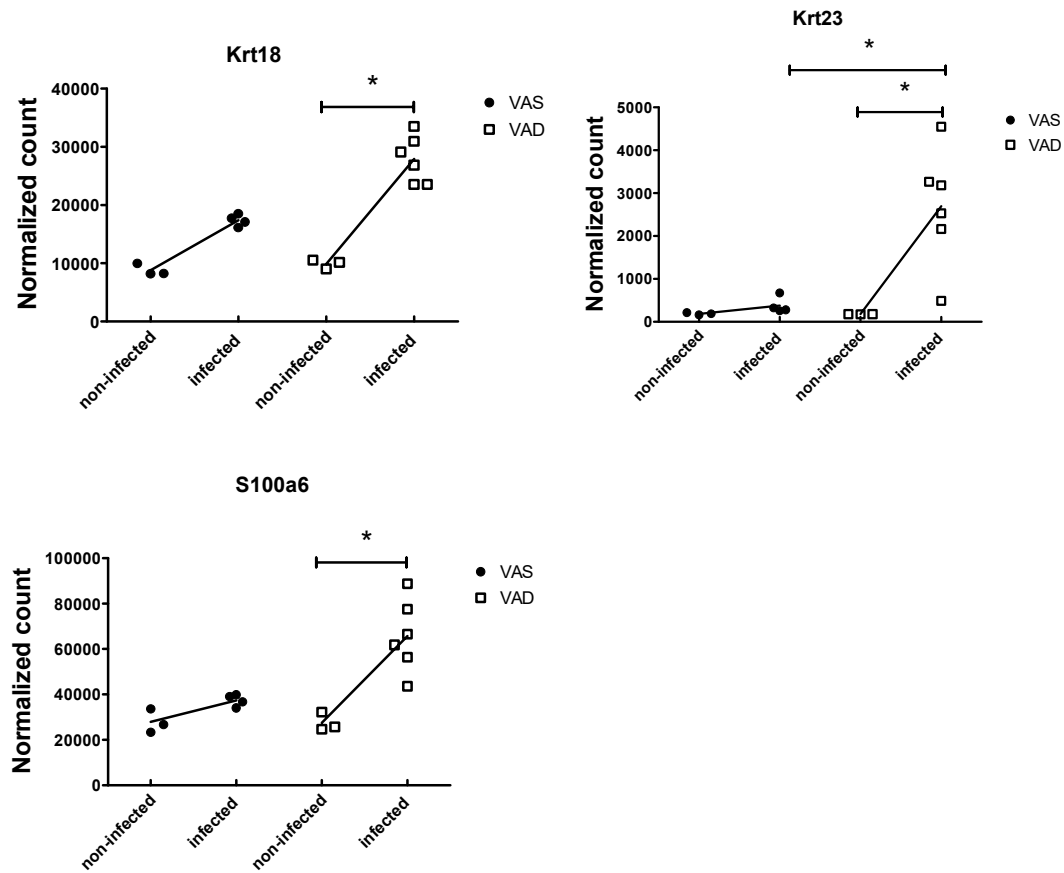 Krt18
*
40000
30000
20000
10000
0
Normalized count
non-infected
infected
non-infected
infected
VAS
VAD
Krt23
*
*
5000
4000
3000
2000
1000
0
Normalized count
non-infected
infected
non-infected
infected
VAS
VAD
S100a6
*
100000
80000
60000
40000
20000
0
Normalized count
non-infected
infected
non-infected
infected
VAS
VAD